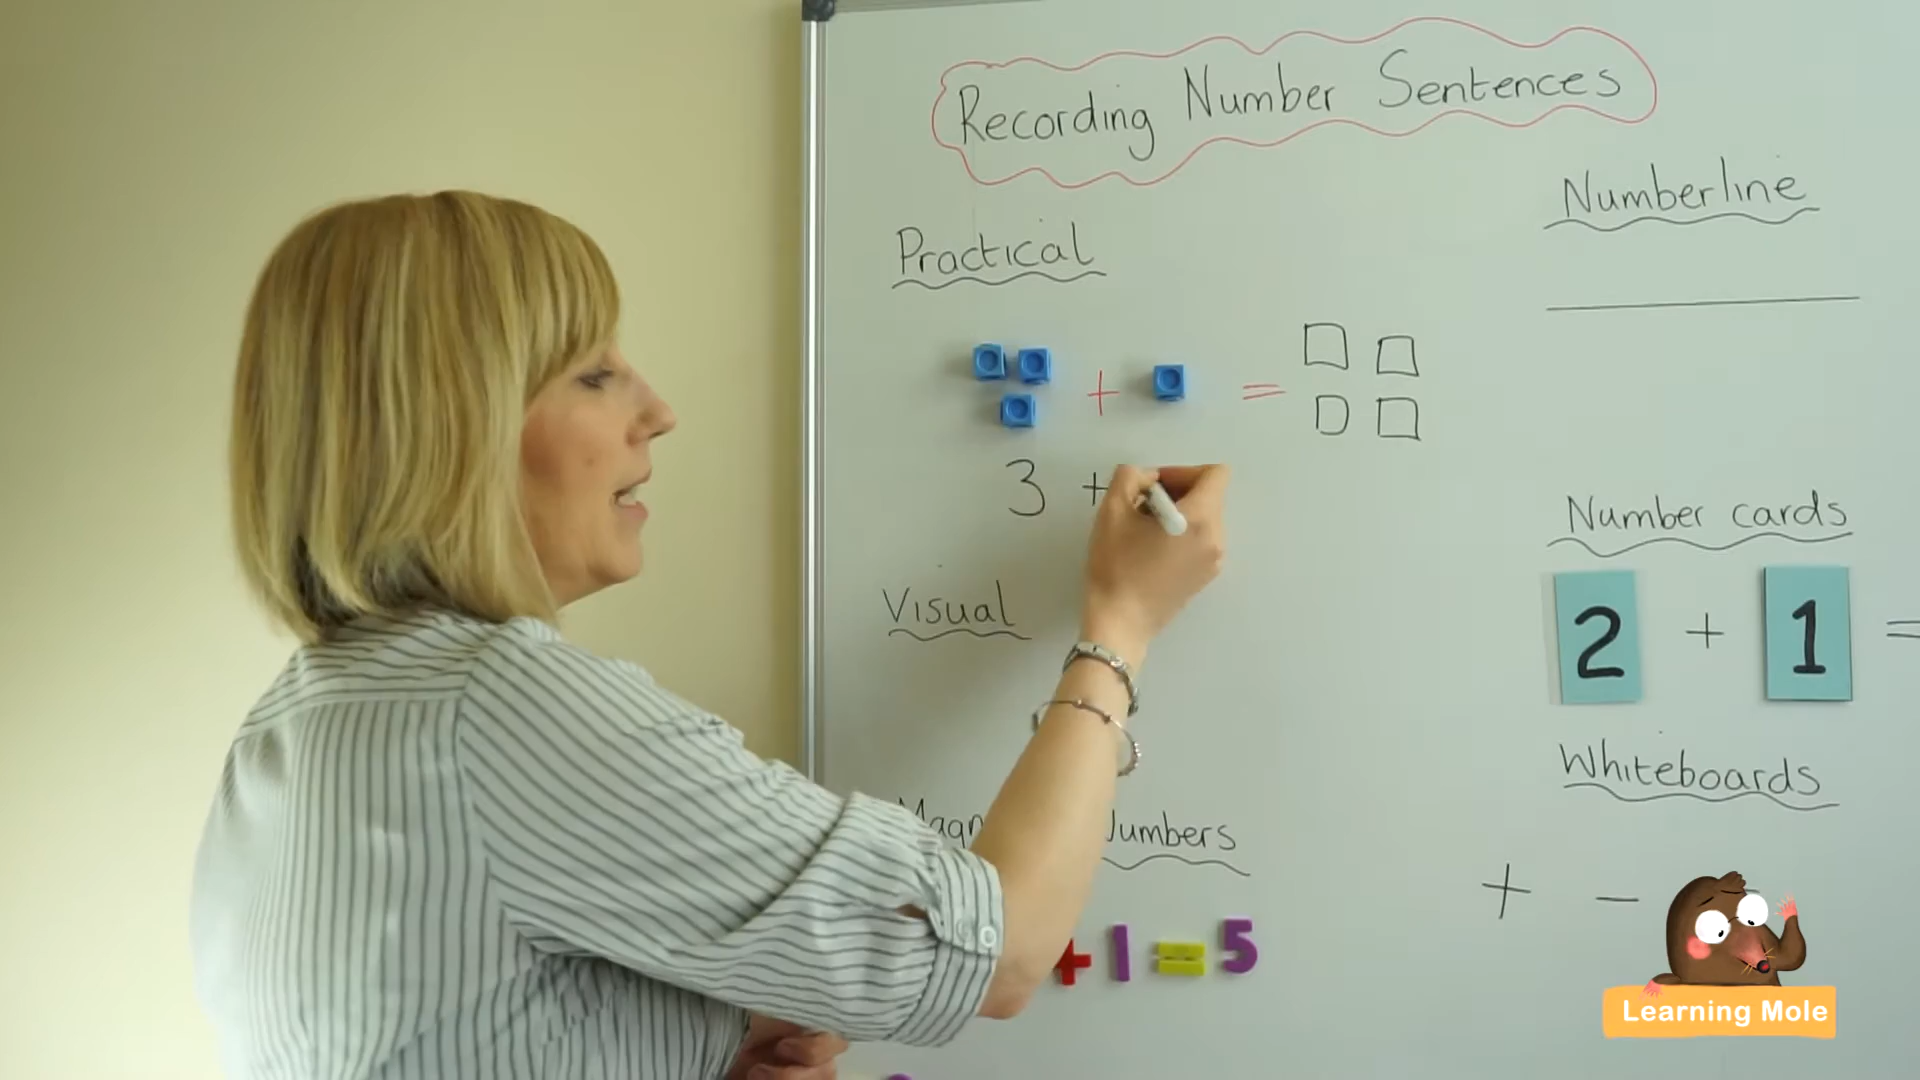 Recording Number Sentences
Practical
+ =
3 +
Visual
Numbers
+ 1 = 5
Numberline
Number cards
2 + 1 =
Whiteboards
+ -
Learning Mole